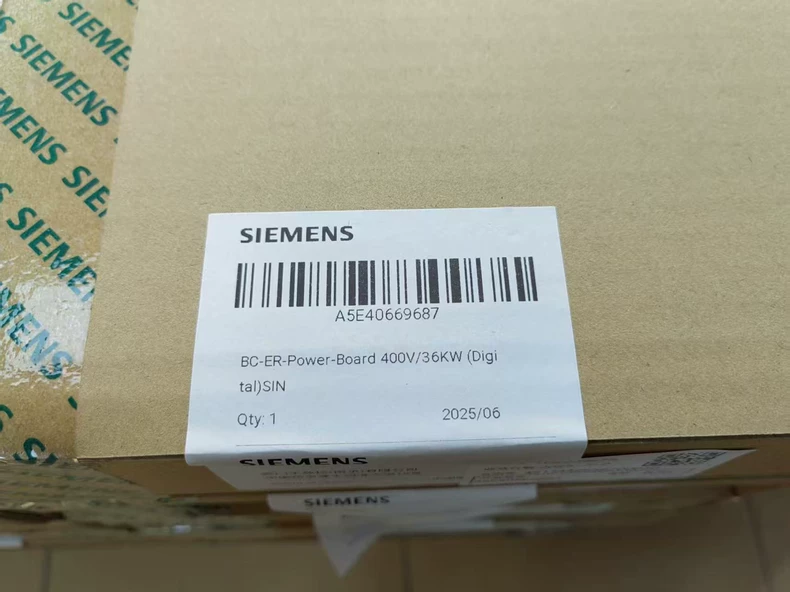 SIEMENS
SIEMENS
SIEMENS
SIEMENS
SIEMENS
SIEMENS
A5E40669687
BC-ER-Power-Board 400V/36KW (Digi
tal)SIN
Qty: 1 2025/06
SIEMENS
SIEMENS